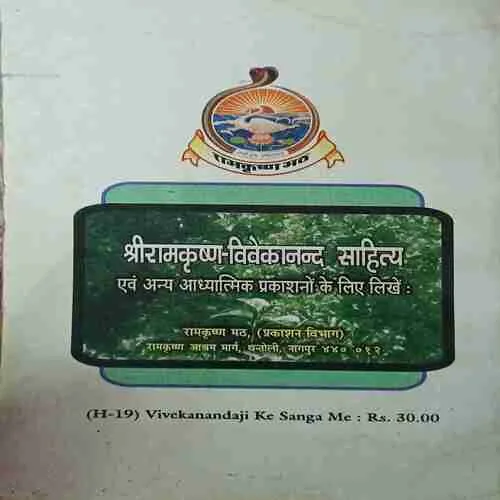 रामकृष्ण मठ
श्रीरामकृष्ण-विवेकानन्द साहित्य
एवं अन्य आध्यात्मिक प्रकाशनों के लिए लिखें :
रामकृष्ण मठ, (प्रकाशन विभाग)
रामकृष्ण आश्रम मार्ग, धन्तोली, नागपुर ४४० ०१२
(H-19) Vivekanandaji Ke Sanga Me : Rs. 30.00